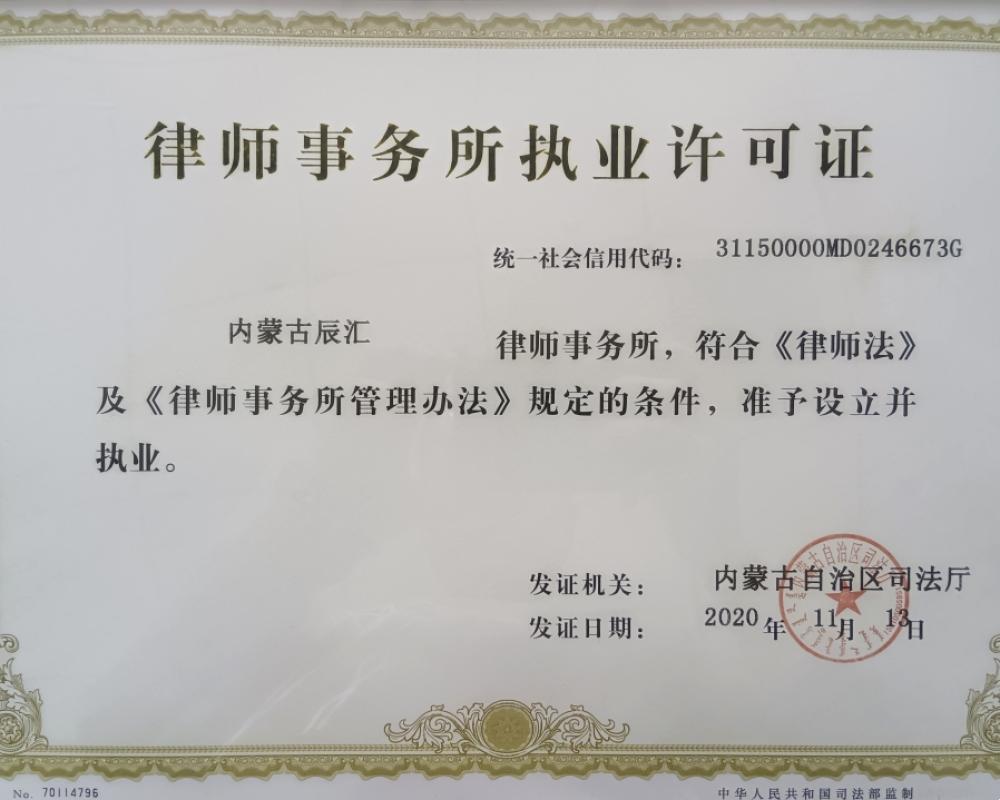 律师事务所执业许可证
统一社会信用代码: 31150000MD0246673G
内蒙古辰汇 律师事务所, 符合《律师法》
及《律师事务所管理办法》规定的条件, 准予设立并
执业。
发证机关: 内蒙古自治区司法厅
发证日期: 2020 年 11月 13日
No. 70114796
中华人民共和国司法部监制